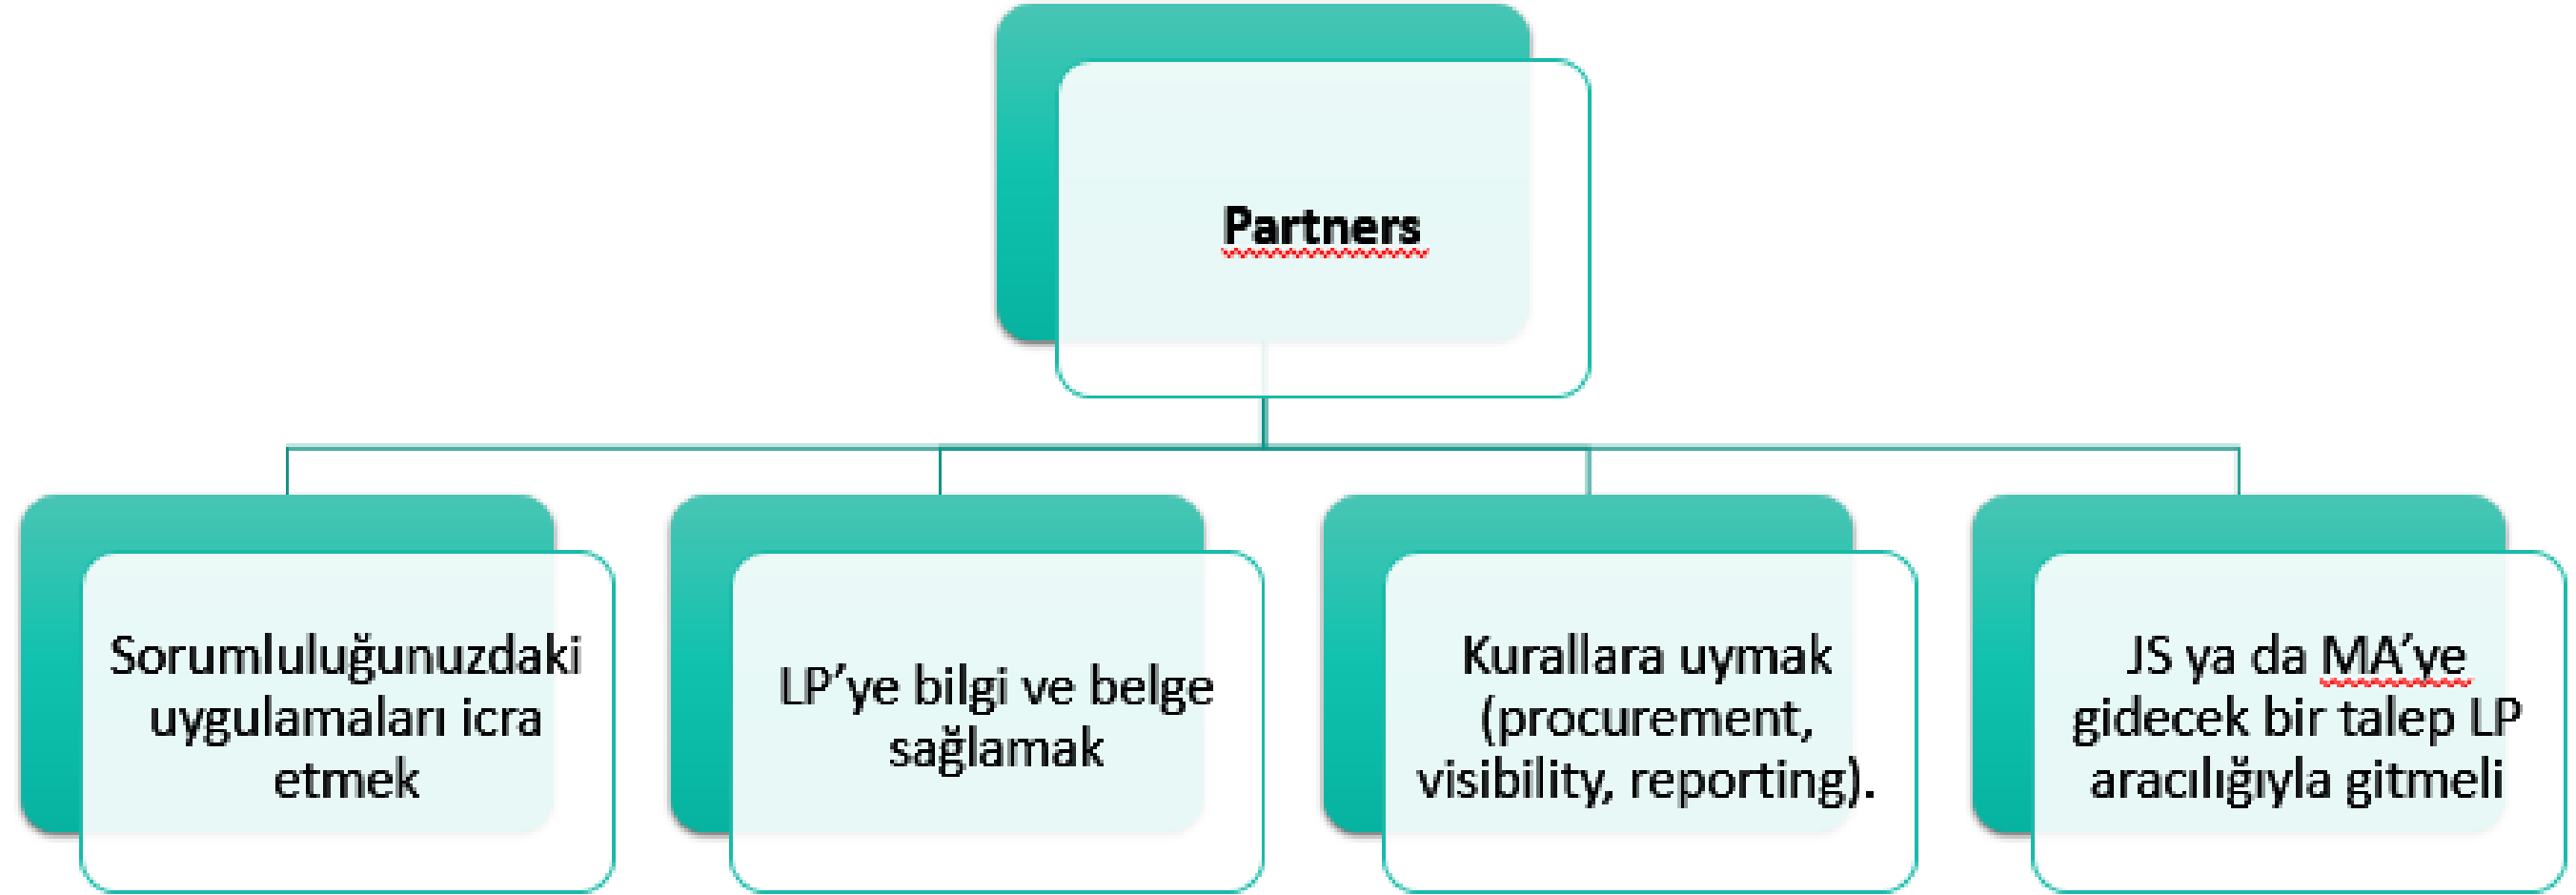 Partners
Sorumluluğunuzdaki
uygulamaları icra
etmek
LP’ye bilgi ve belge
sağlamak
Kurallara uymak
(procurement,
visibility, reporting).
JS ya da MA’ye
gidecek bir talep LP
aracılığıyla gitmeli